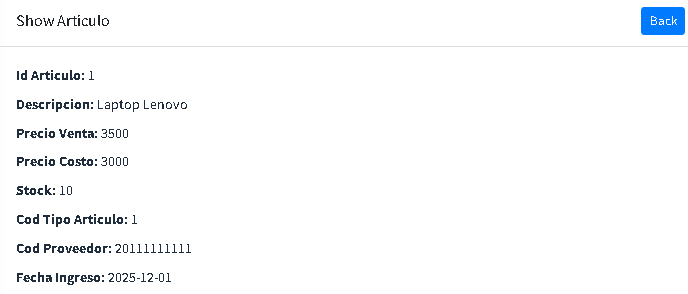 Show Articulo
Back
Id Articulo: 1
Descripcion: Laptop Lenovo
Precio Venta: 3500
Precio Costo: 3000
Stock: 10
Cod Tipo Articulo: 1
Cod Proveedor: 20111111111
Fecha Ingreso: 2025-12-01